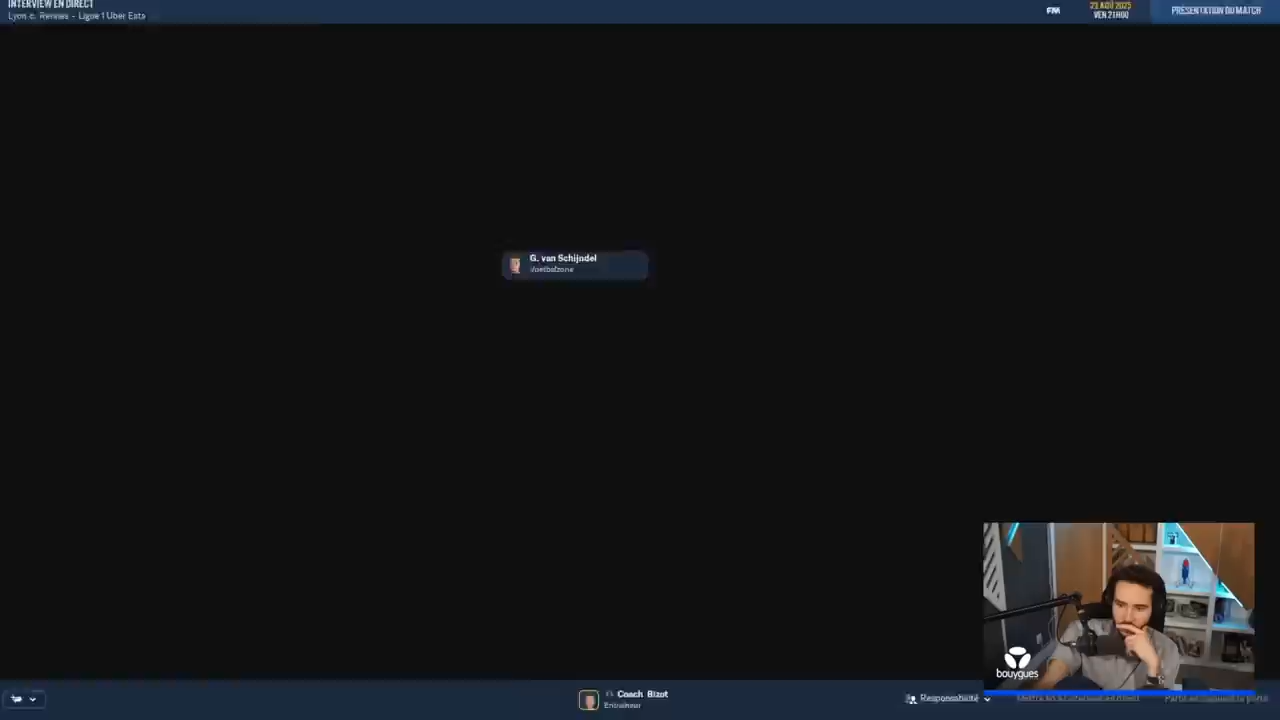 INTERVIEW EN DIRECT
Lyon c. Rennes - Ligue 1 Uber Eats
FM
VEN 21H00
PRÉSENTATION DU MATCH
G. van Schijndel
Voetbalzone
bouygues
Coach Bizot
Entraîneur
Responsabilité